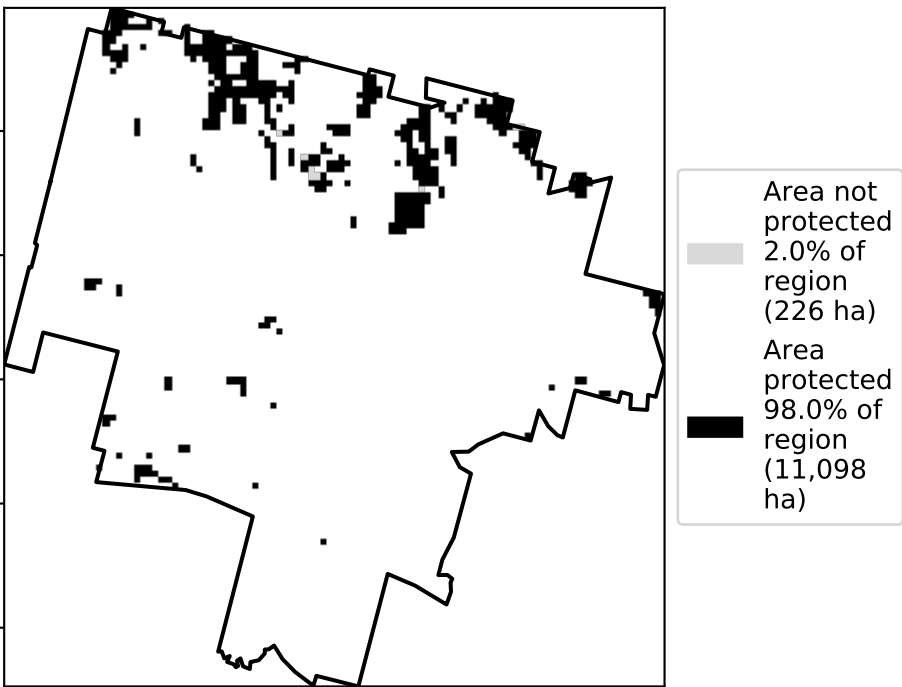 Area not
protected
2.0% of
region
(226 ha)
Area
protected
98.0% of
region
(11,098
ha)